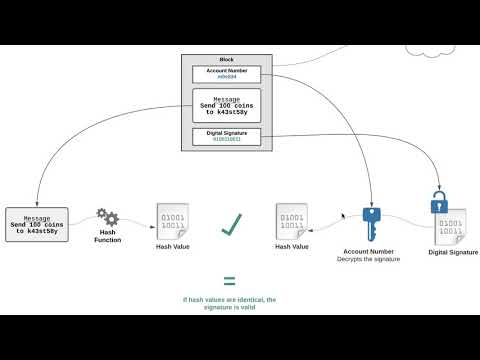 Block
Account Number
Message
Send 100 coins
to k43st58y
Digital Signature
Message
Send 100 coins
to k43st58y
Hash
Function
01001
10011
Hash Value
01001
10011
Hash Value
Account Number
Decrypts the signature
01001
10011
Digital Signature
=
If hash values are identical, the
signature is valid